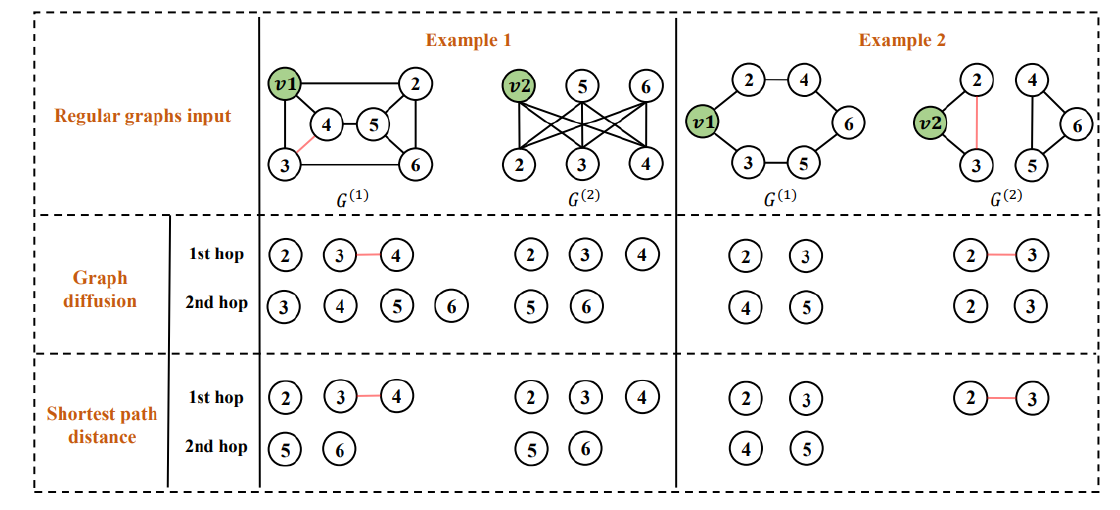 Example 1
Example 2
Regular graphs input
v1 2 4 5 3 6
v2 5 6 2 3 4
2 4 v1 6 3 5
2 4 v2 6 3 5
G(1)
G(2)
G(1)
G(2)
Graph
diffusion
1st hop
2 3 4
2 3 4
2 3
2 3
2nd hop
3 4 5 6
5 6
4 5
2 3
Shortest path
distance
1st hop
2 3 4
2 3 4
2 3
2 3
2nd hop
5 6
5 6
4 5